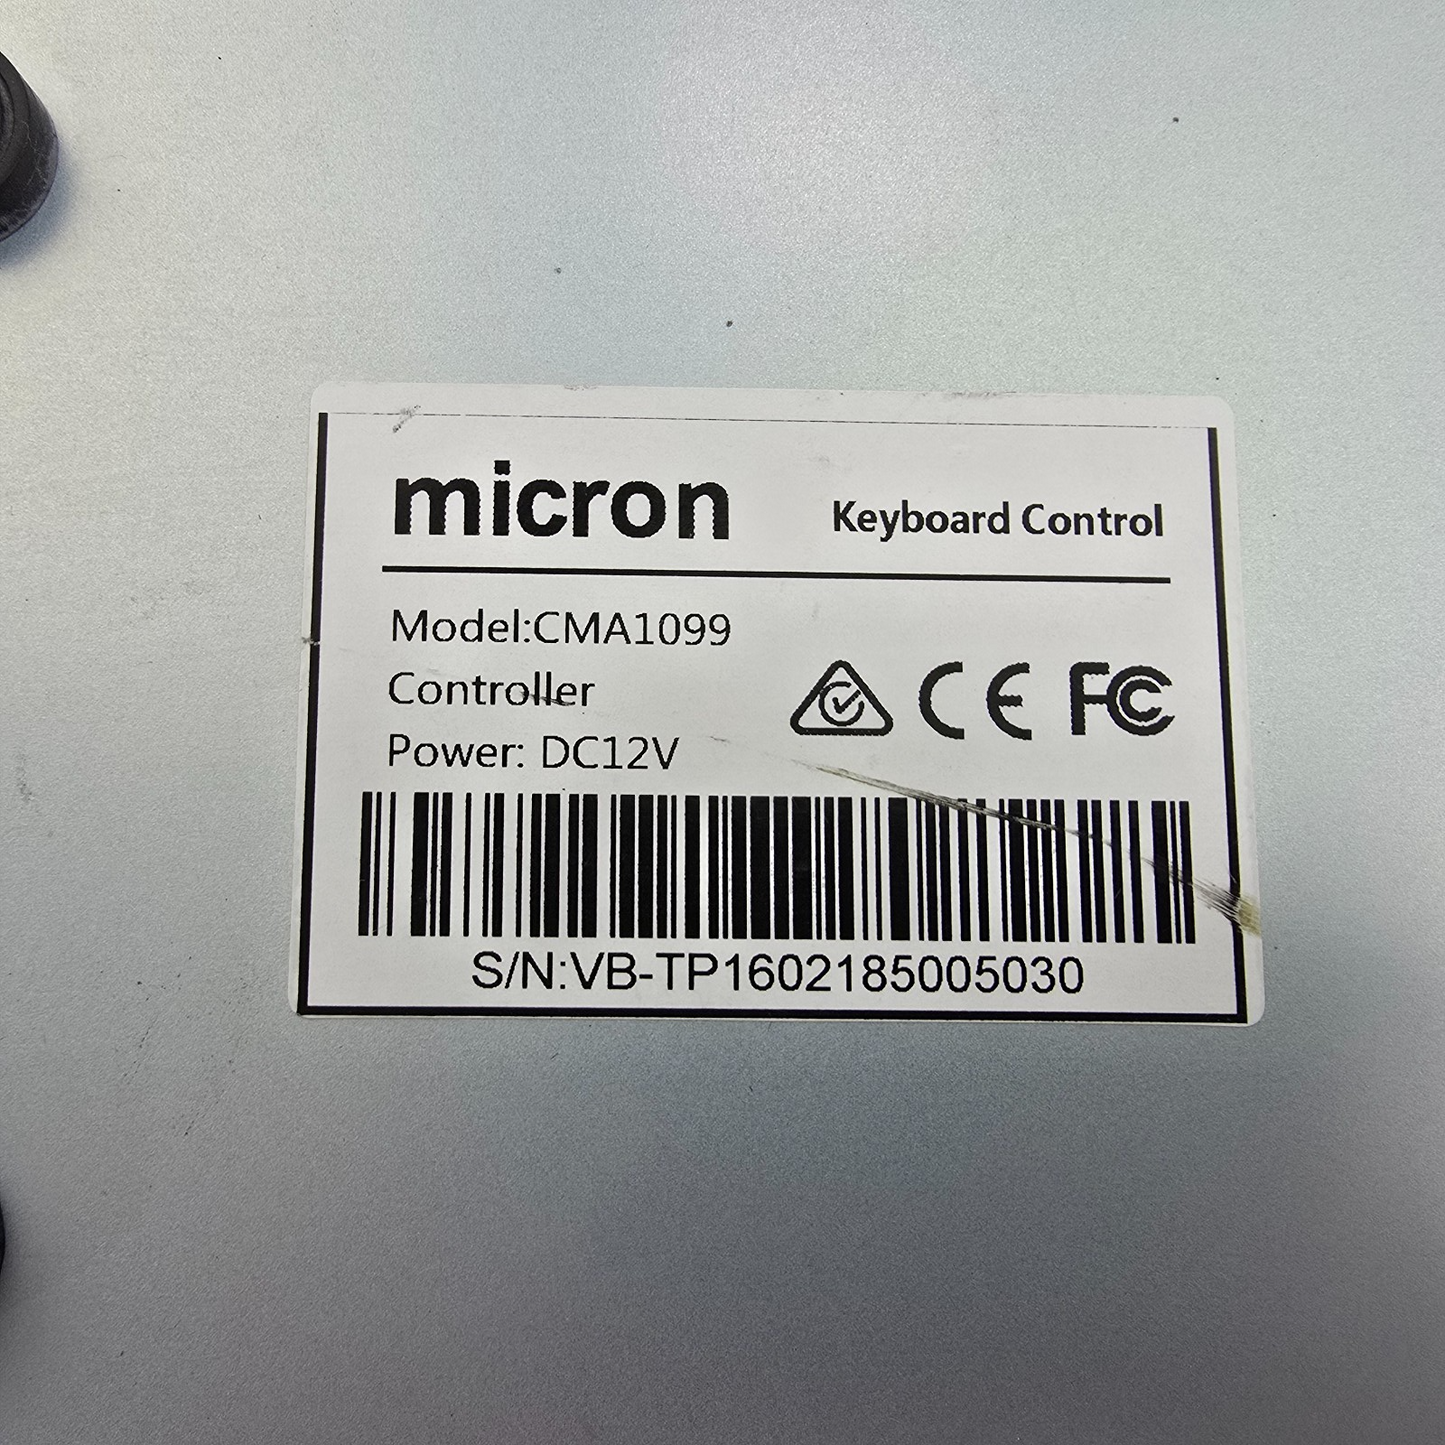 micron
Keyboard Control
Model:CMA1099
Controller
Power: DC12V
CE FC
S/N:VB-TP1602185005030